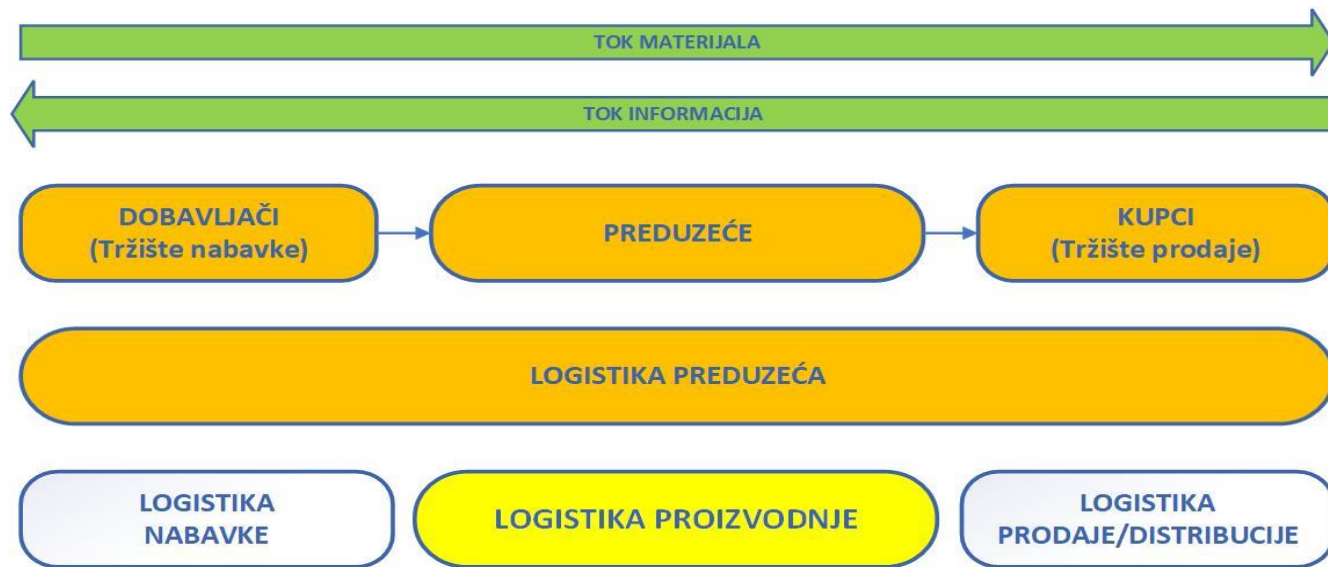 TOK MATERIJALA
TOK INFORMACIJA
DOBAVLJAČI
(Tržište nabavke)
PREDUZEĆE
KUPCI
(Tržište prodaje)
LOGISTIKA PREDUZEĆA
LOGISTIKA
NABAVKE
LOGISTIKA PROIZVODNJE
LOGISTIKA
PRODAJE/DISTRIBUCIJE